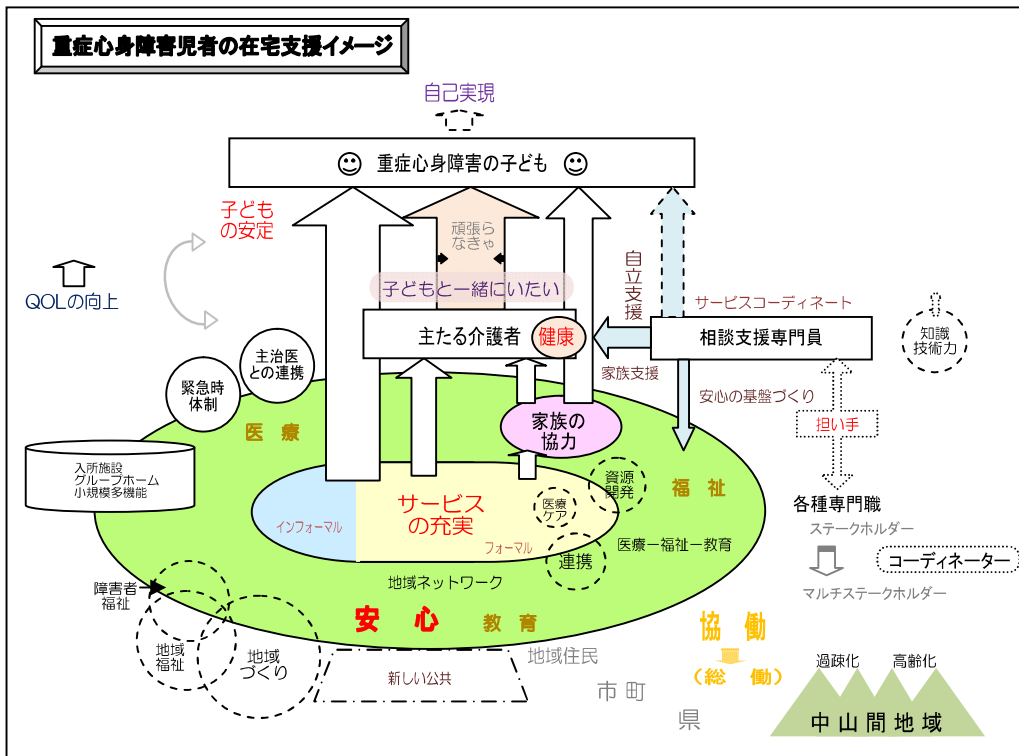 重症心身障害児者の在宅支援イメージ
自己実現
重症心身障害の子ども
子ども
の安定
頑張ら
なきゃ
QOLの向上
子どもと一緒にいたい
自立支援
サービスコーディネート
主たる介護者
健康
相談支援専門員
知識
技術力
家族支援
安心の基盤づくり
主治医
との連携
緊急時
体制
医 療
家族の
協力
担い手
入所施設
グループホーム
小規模多機能
資源
開発
福 祉
サービス
の充実
医療
ケア
各種専門職
インフォーマル
フォーマル
ステークホルダー
医療－福祉－教育
連携
コーディネーター
地域ネットワーク
マルチステークホルダー
障害者
福祉
安 心
教 育
協 働
地域
福祉
地域
づくり
地域住民
新しい公共
(総 働)
市 町
県
過疎化
高齢化
中山間地域